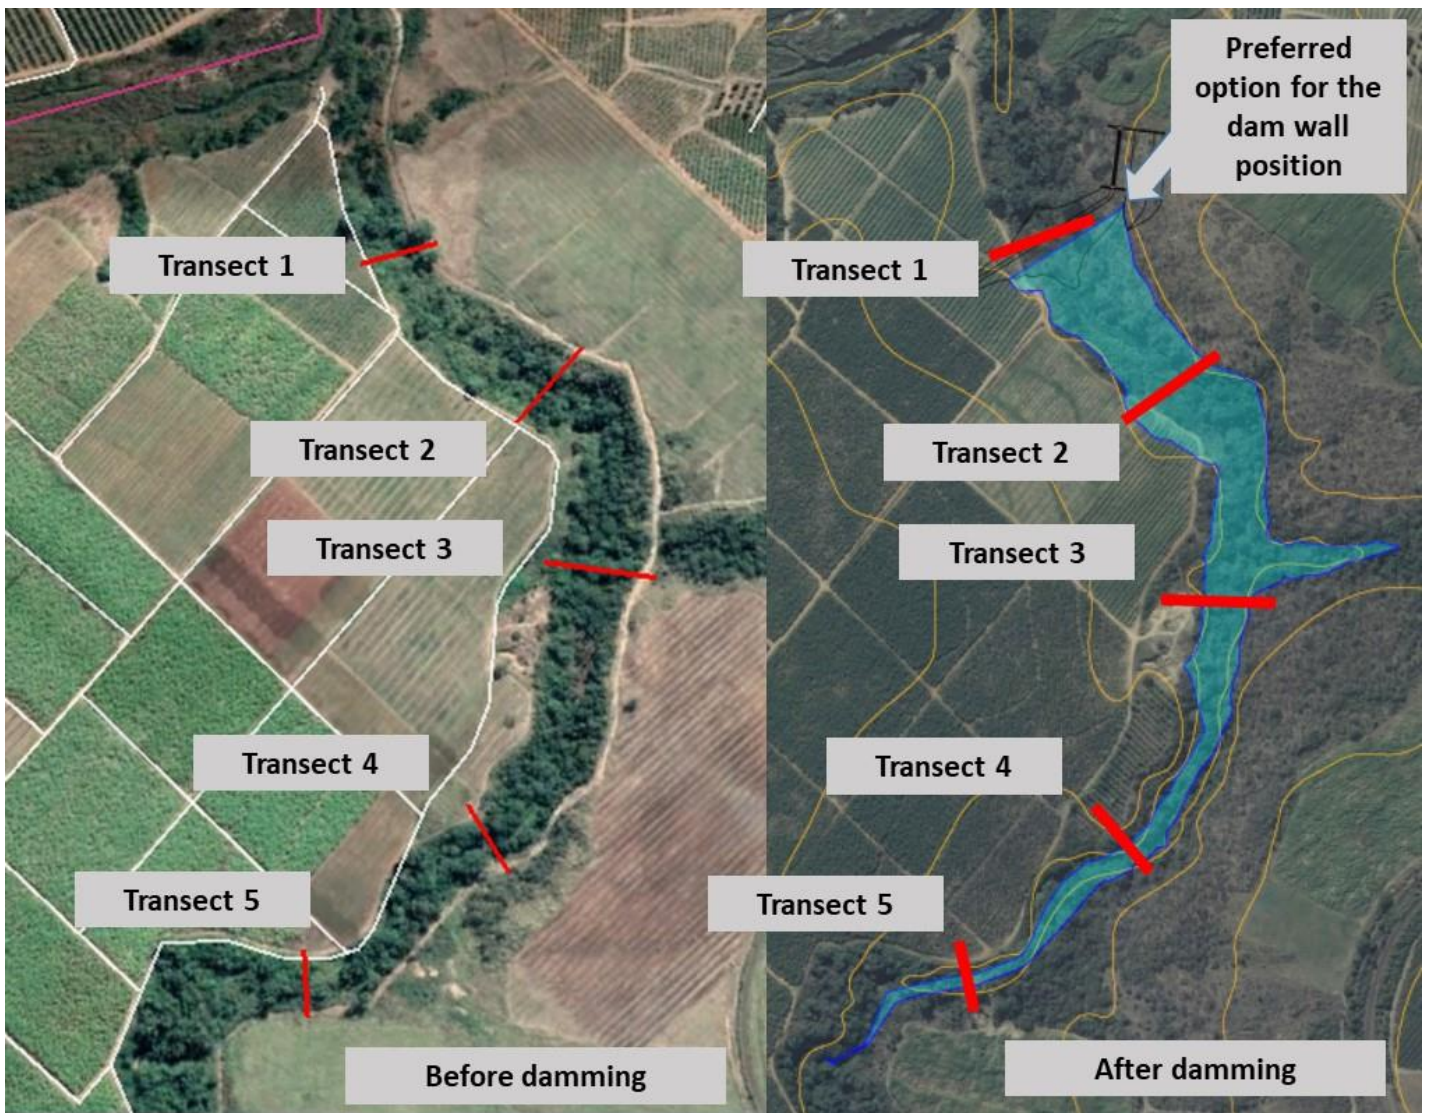 Preferred
option for the
dam wall
position
Transect 1
Transect 2
Transect 3
Transect 4
Transect 5
Before damming
Transect 1
Transect 2
Transect 3
Transect 4
Transect 5
After damming